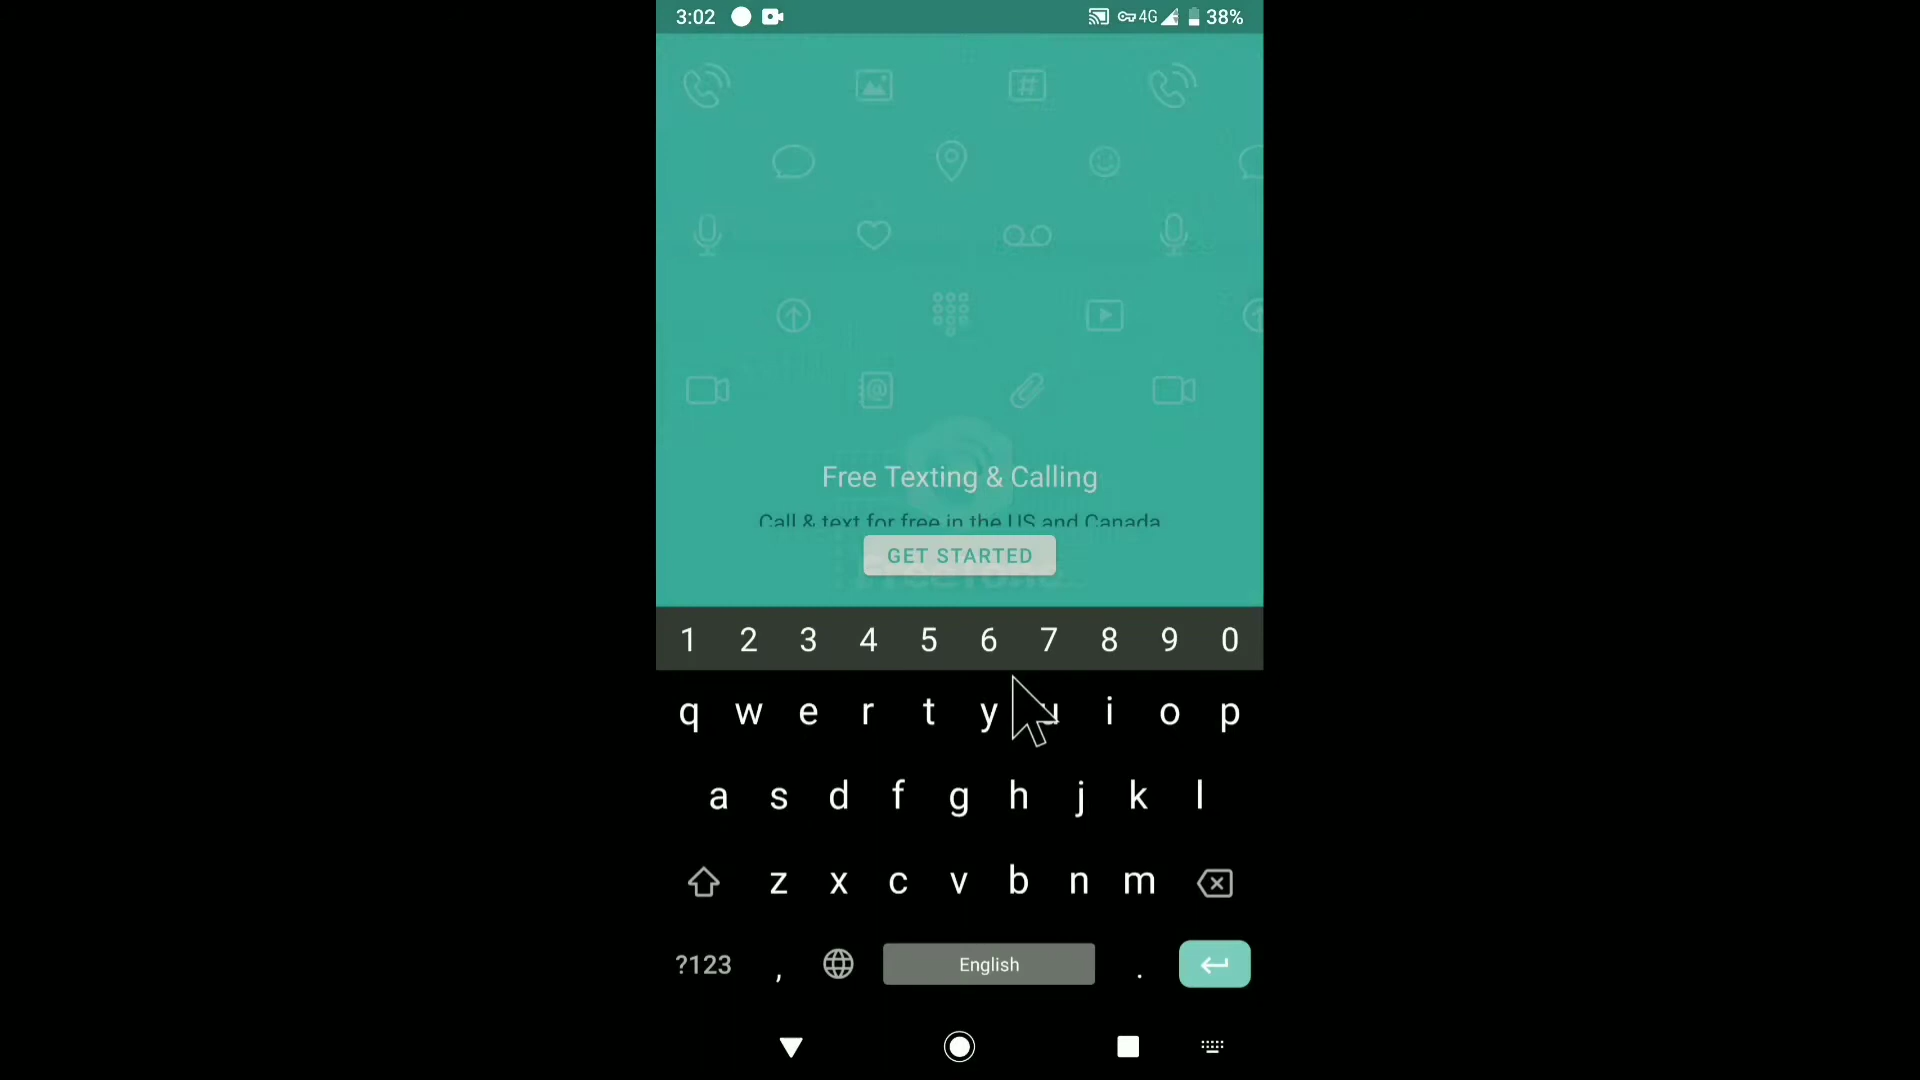 3:02 4G 38%
Free Texting & Calling
Call & text for free in the US and Canada
GET STARTED
1 2 3 4 5 6 7 8 9 0
q w e r t y u i o p
a s d f g h j k l
z x c v b n m
?123 , English .